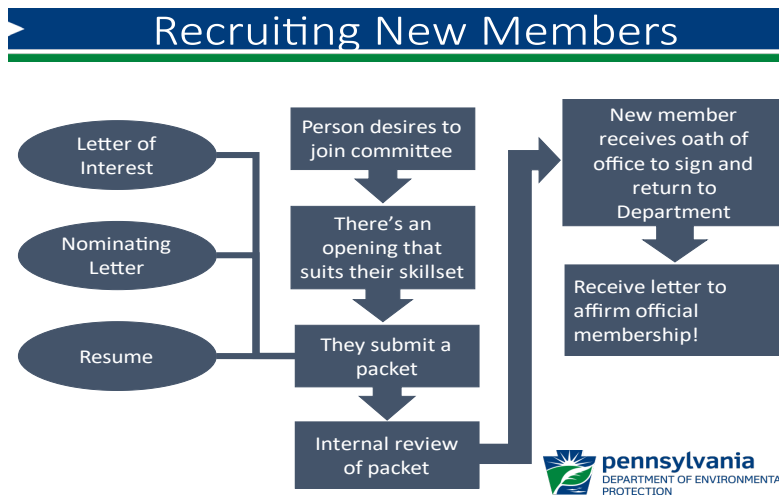 Recruiting New Members
Letter of
Interest
Nominating
Letter
Resume
Person desires to
join committee
There's an
opening that
suits their skillset
They submit a
packet
Internal review
of packet
New member
receives oath of
office to sign and
return to
Department
Receive letter to
affirm official
membership!
pennsylvania
DEPARTMENT OF ENVIRONMENTA
PROTECTION